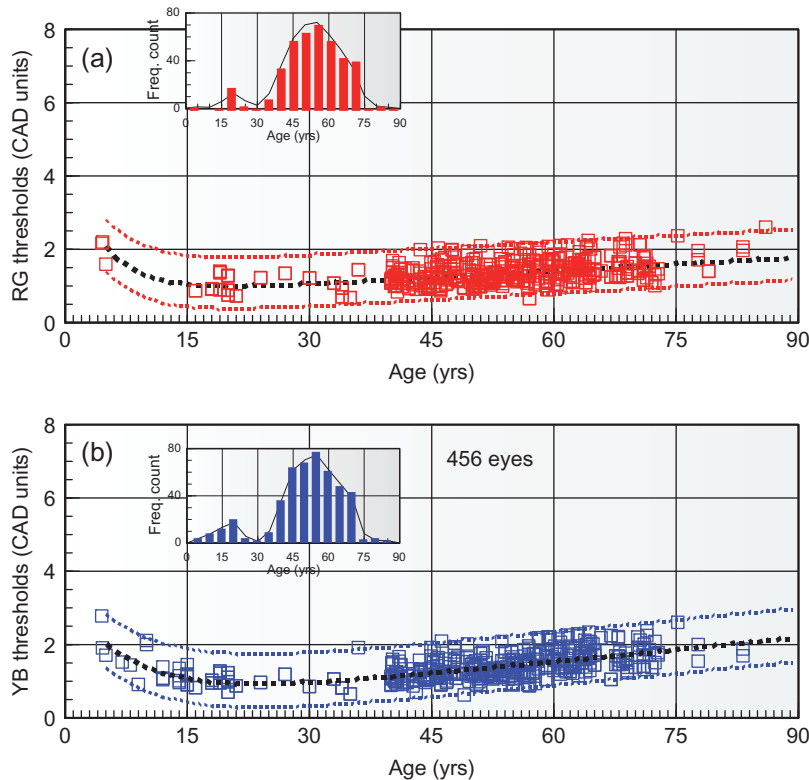 80
40
0
Freq. count
0 15 30 45 60 75 90
Age (yrs)
(a)
8
6
4
2
0
RG thresholds (CAD units)
0 15 30 45 60 75 90
Age (yrs)
80
40
0
Freq. count
0 15 30 45 60 75 90
Age (yrs)
(b)
456 eyes
8
6
4
2
0
YB thresholds (CAD units)
0 15 30 45 60 75 90
Age (yrs)